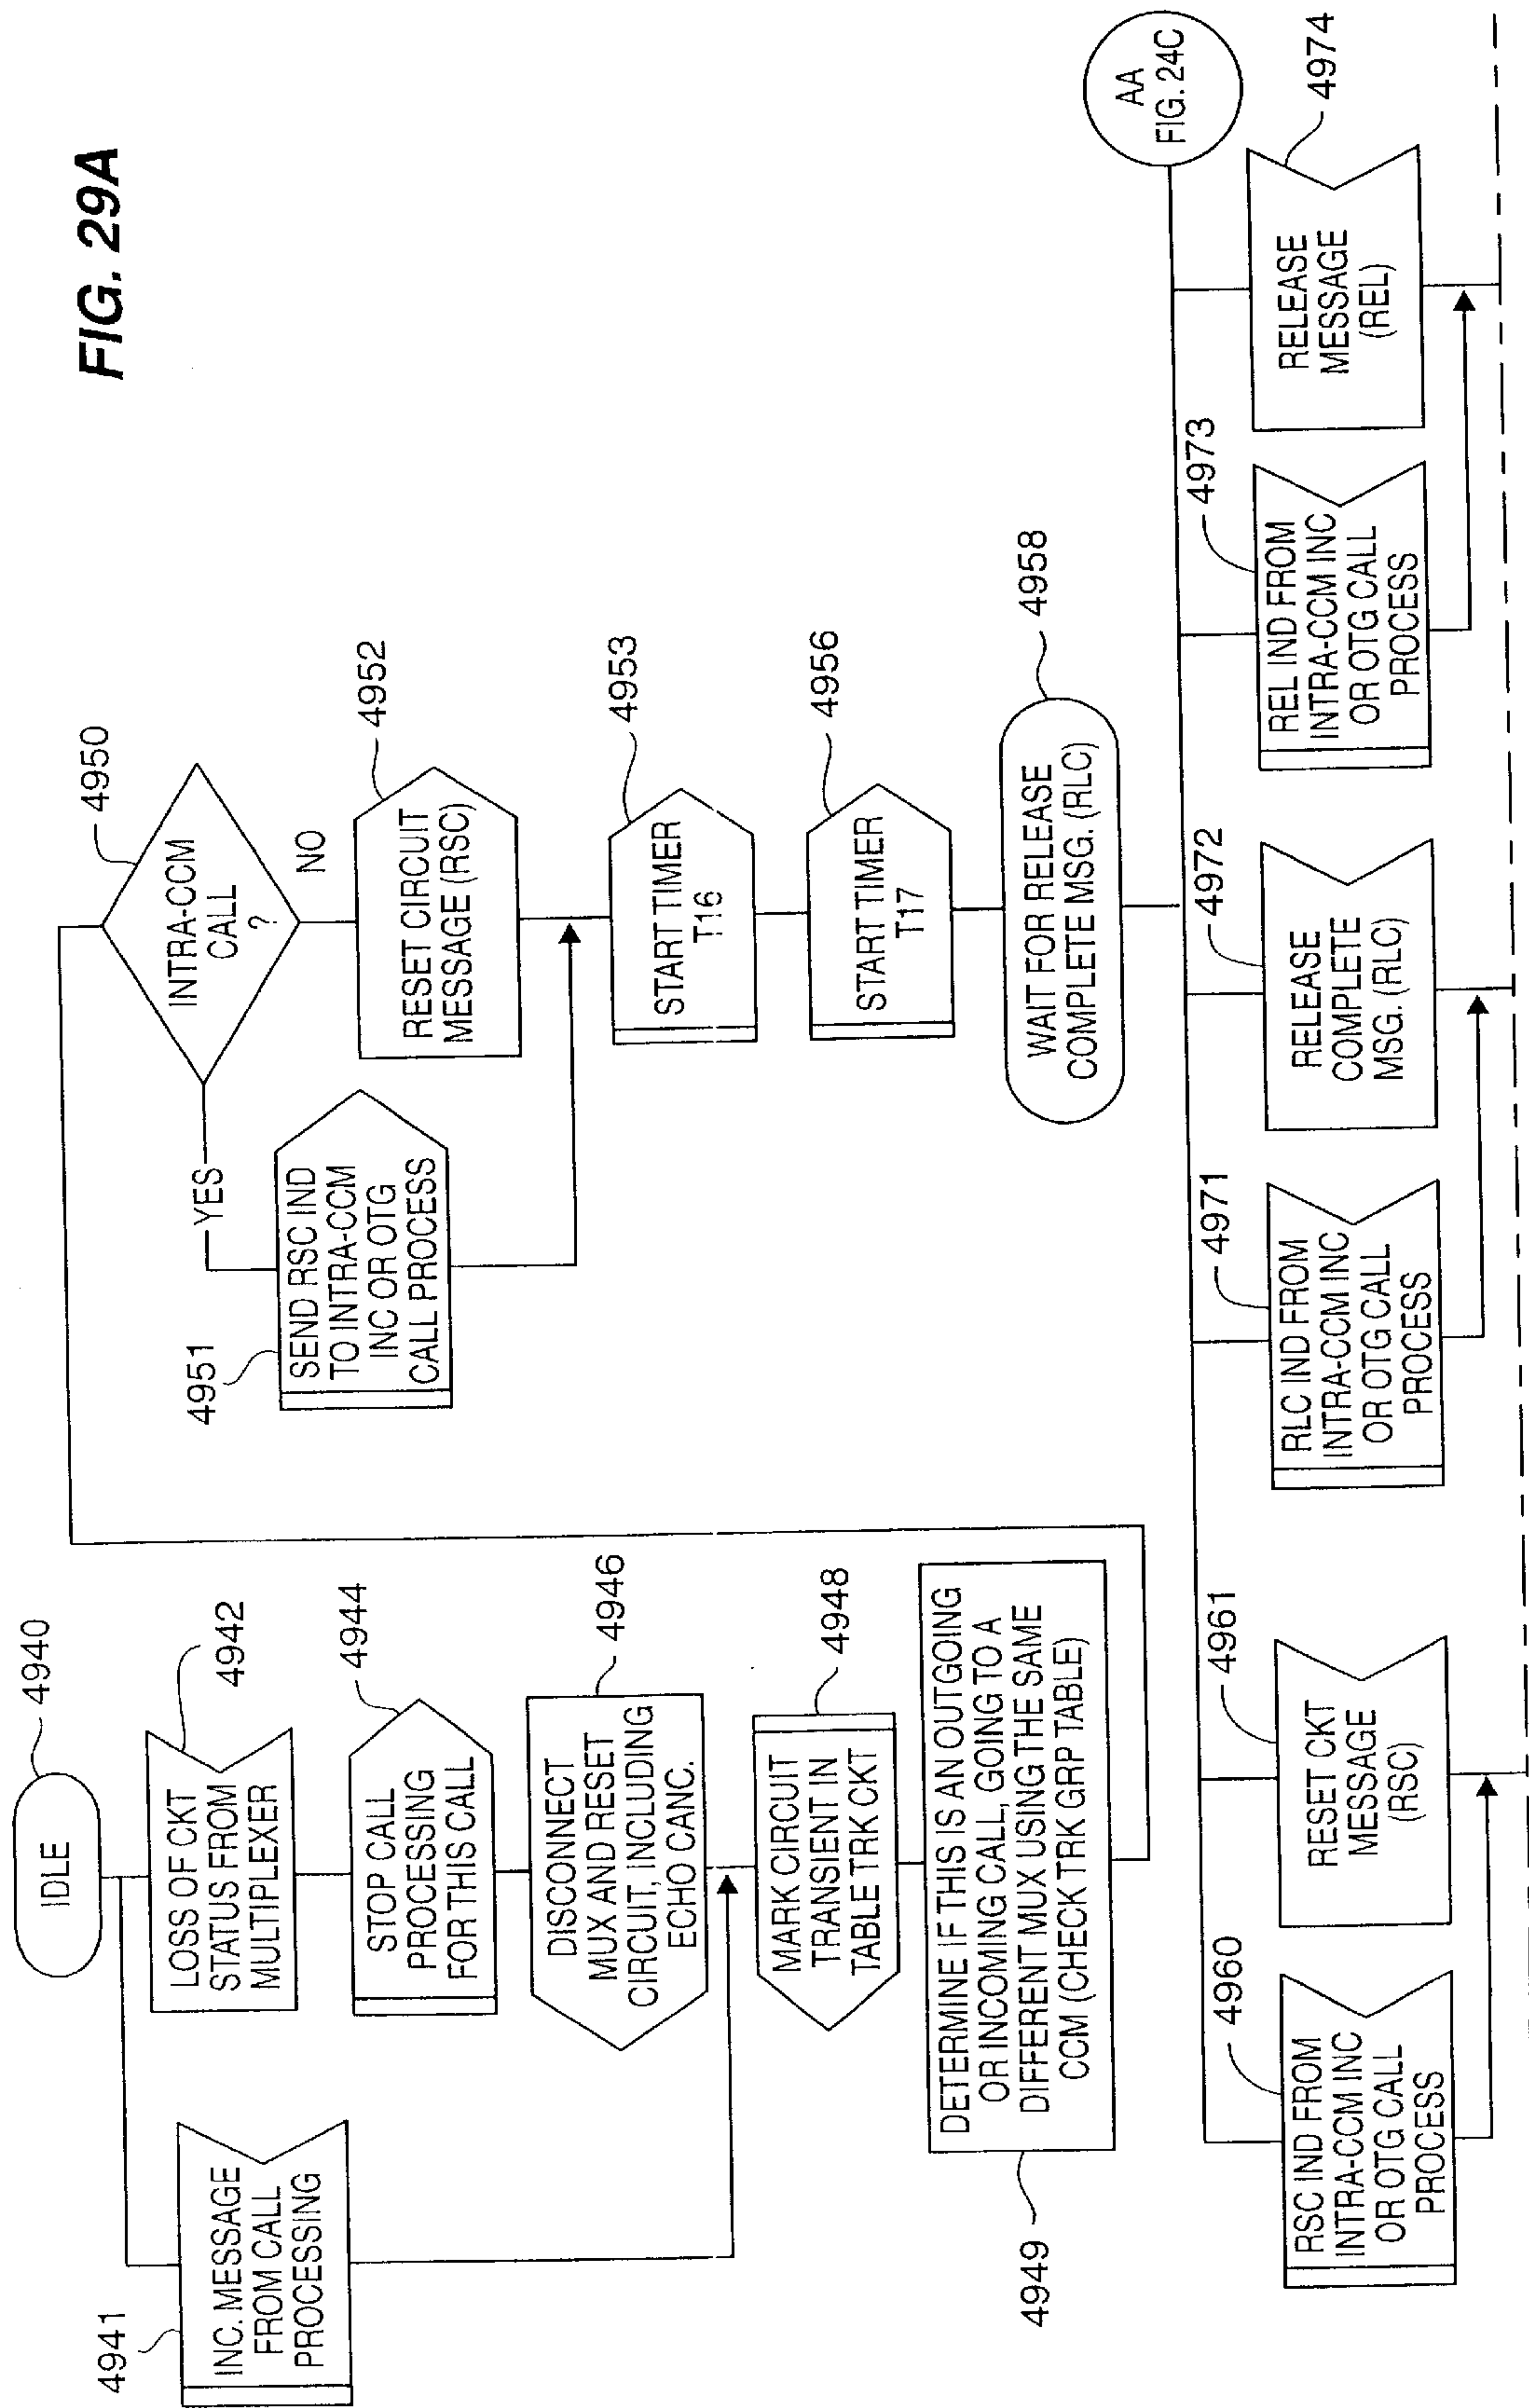 FIG. 29A
IDLE
4940
INC. MESSAGE
FROM CALL
PROCESSING
4941
LOSS OF CKT
STATUS FROM
MULTIPLEXER
4942
STOP CALL
PROCESSING
FOR THIS CALL
4944
DISCONNECT
MUX AND RESET
CIRCUIT, INCLUDING
ECHO CANC.
4946
MARK CIRCUIT
TRANSIENT IN
TABLE TRK CKT
4948
DETERMINE IF THIS IS AN OUTGOING
OR INCOMING CALL, GOING TO A
DIFFERENT MUX USING THE SAME
CCM (CHECK TRK GRP TABLE)
4949
INTRA-CCM
CALL
?
4950
YES
NO
SEND RSC IND
TO INTRA-CCM
INC OR OTG
CALL PROCESS
4951
RESET CIRCUIT
MESSAGE (RSC)
4952
START TIMER
T16
4953
START TIMER
T17
4956
WAIT FOR RELEASE
COMPLETE MSG. (RLC)
4958
AA
FIG. 24C
RSC IND FROM
INTRA-CCM INC
OR OTG CALL
PROCESS
4960
RESET CKT
MESSAGE
(RSC)
4961
RLC IND FROM
INTRA-CCM INC
OR OTG CALL
PROCESS
4971
RELEASE
COMPLETE
MSG. (RLC)
4972
REL IND FROM
INTRA-CCM INC
OR OTG CALL
PROCESS
4973
RELEASE
MESSAGE
(REL)
4974